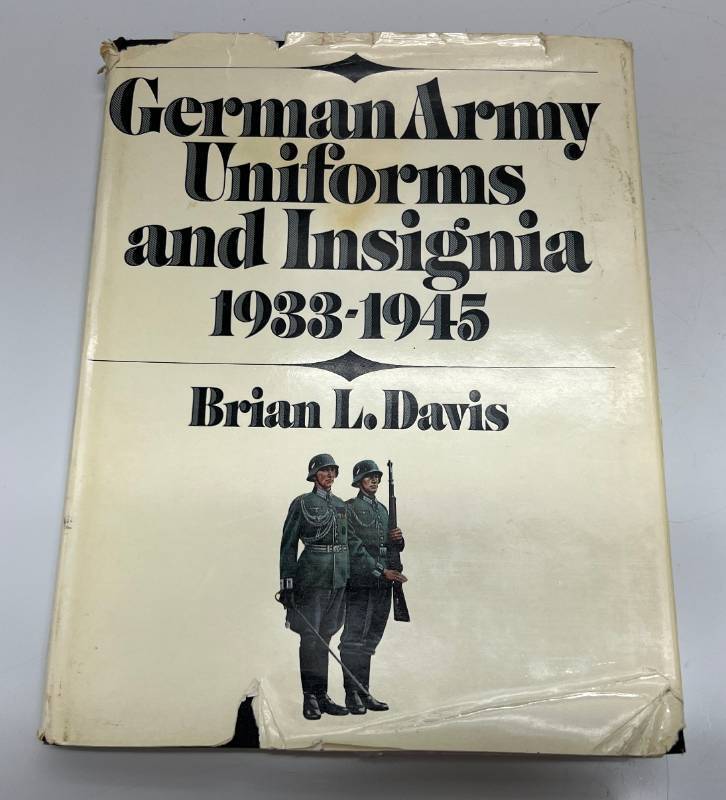 German Army
Uniforms
and Insignia
1933-1945
Brian L. Davis